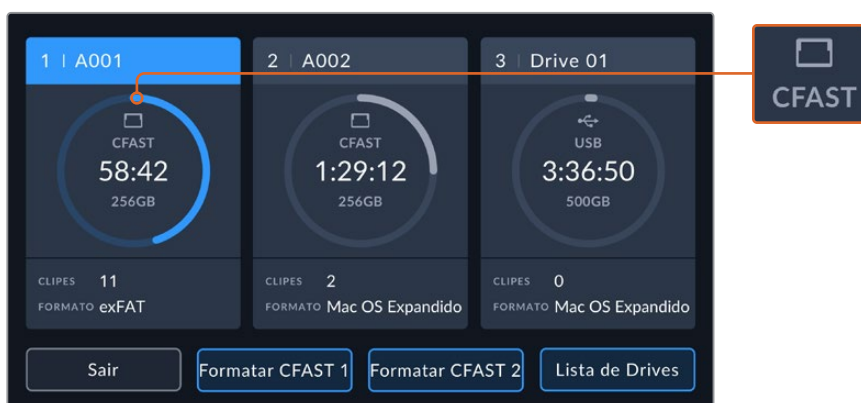 1 | A001
CFAST
58:42
256GB
CLIPES 11
FORMATO exFAT
2 | A002
CFAST
1:29:12
256GB
CLIPES 2
FORMATO Mac OS Expandido
3 | Drive 01
USB
3:36:50
500GB
CLIPES 0
FORMATO Mac OS Expandido
Sair
Formatar CFAST 1
Formatar CFAST 2
Lista de Drives
CFAST